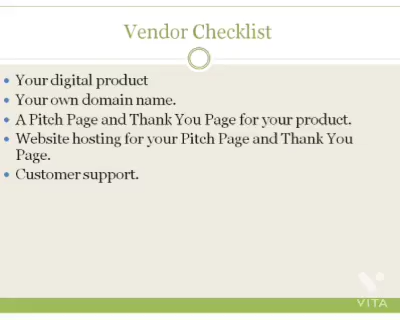 Vendor Checklist
Your digital product
Your own domain name.
A Pitch Page and Thank You Page for your product.
Website hosting for your Pitch Page and Thank You
Page.
Customer support.
VITA